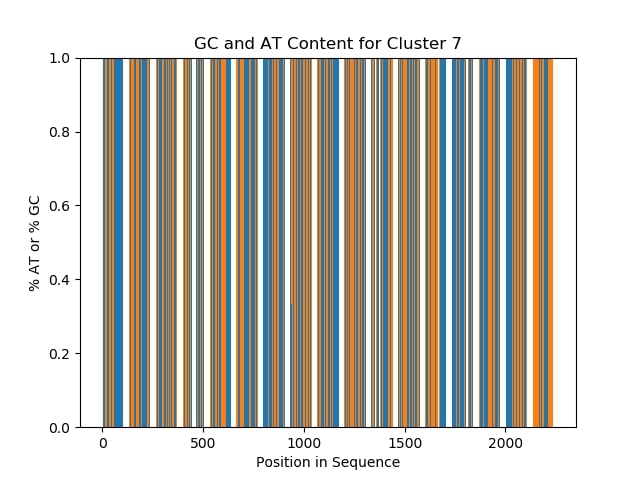 GC and AT Content for Cluster 7
1.0
0.8
0.6
0.4
0.2
0.0
% AT or % GC
0 500 1000 1500 2000
Position in Sequence